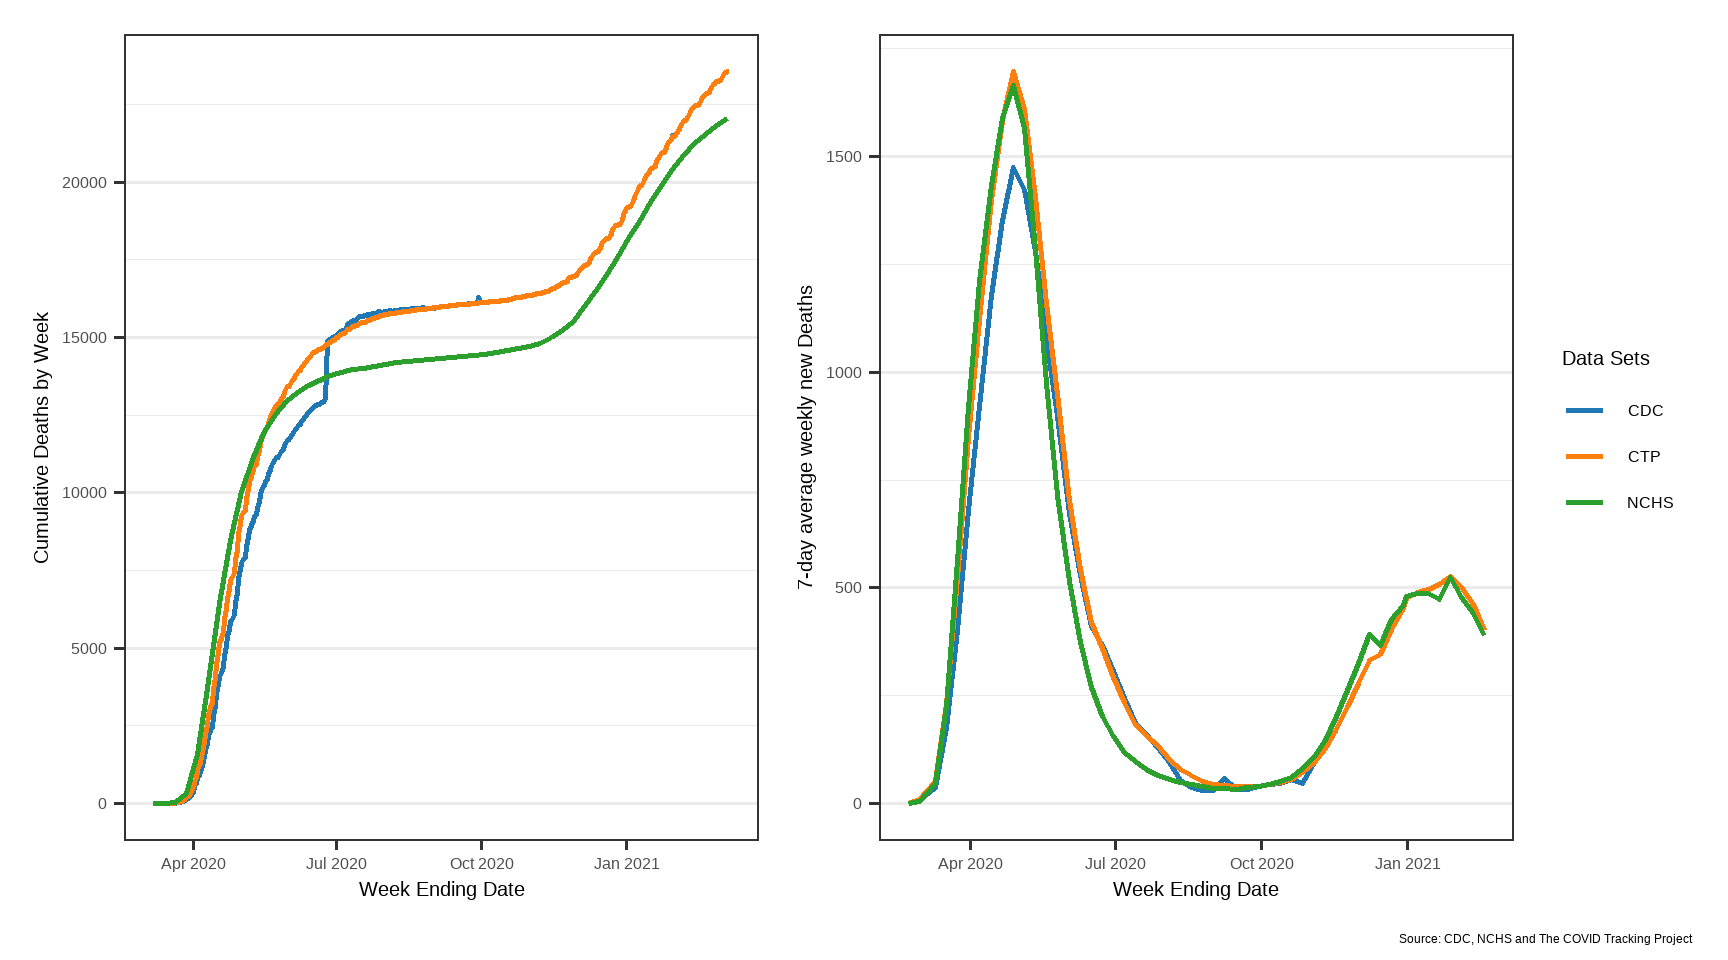 Cumulative Deaths by Week
20000
15000
10000
5000
0
Apr 2020
Jul 2020
Oct 2020
Jan 2021
Week Ending Date
7-day average weekly new Deaths
1500
1000
500
0
Apr 2020
Jul 2020
Oct 2020
Jan 2021
Week Ending Date
Data Sets
CDC
CTP
NCHS
Source: CDC, NCHS and The COVID Tracking Project